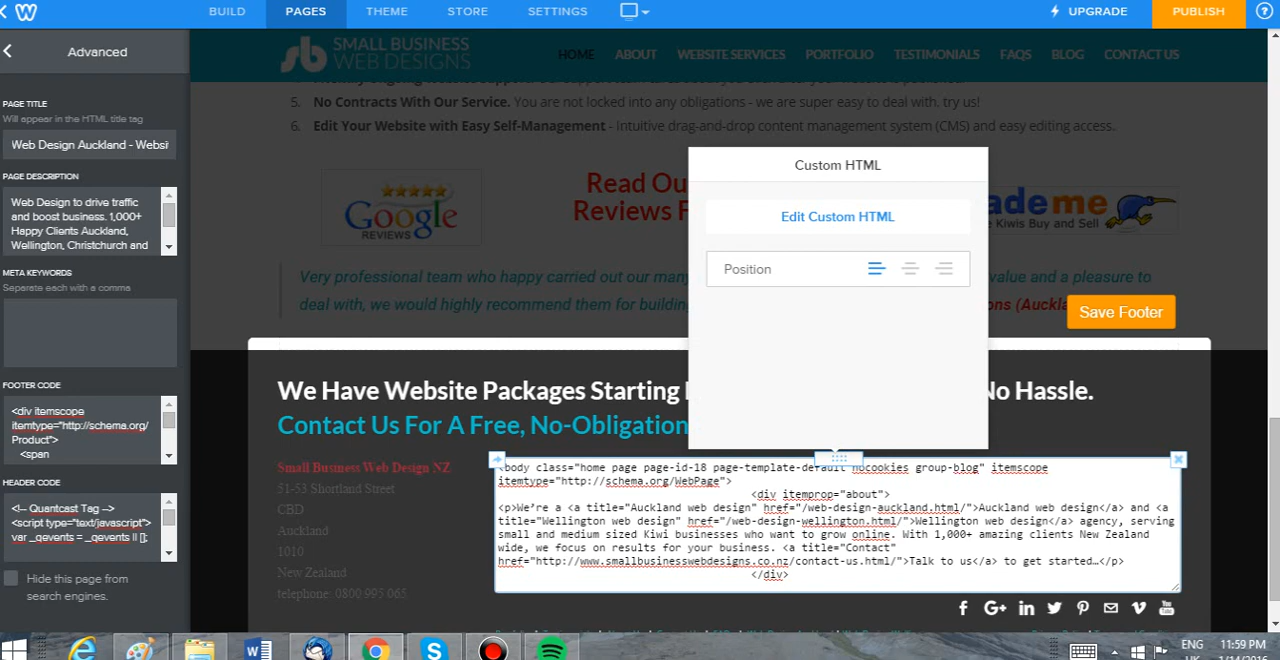 BUILD PAGES THEME STORE SETTINGS UPGRADE PUBLISH
Advanced
PAGE TITLE
Will appear in the HTML title tag
Web Design Auckland - Websit
PAGE DESCRIPTION
Web Design to drive traffic
and boost business. 1,000+
Happy Clients Auckland,
Wellington, Christchurch and
META KEYWORDS
Separate each with a comma
FOOTER CODE
<div itemscope
itemtype="http://schema.org/
Product">
<span
HEADER CODE
<!-- Quantcast Tag -->
<script type="text/javascript">
var _qevents = _qevents || [];
Hide this page from
search engines.
SMALL BUSINESS
WEB DESIGNS
HOME ABOUT WEBSITE SERVICES PORTFOLIO TESTIMONIALS FAQS BLOG CONTACT US
5. No Contracts With Our Service. You are not locked into any obligations - we are super easy to deal with. try us!
6. Edit Your Website with Easy Self-Management - Intuitive drag-and-drop content management system (CMS) and easy editing access.
Google
REVIEWS
Read Ou
Reviews F
ademe
Kiwis Buy and Sell
Custom HTML
Edit Custom HTML
Position
Very professional team who happy carried out our many value and a pleasure to
deal with, we would highly recommend them for building ons (Auckla
Save Footer
We Have Website Packages Starting No Hassle.
Contact Us For A Free, No-Obligation
Small Business Web Design NZ
51-53 Shortland Street
CBD
Auckland
1010
New Zealand
telephone: 0800 995 065
<body class="home page page-id-18 page-template-default nocookies group-blog" itemscope
itemtype="http://schema.org/WebPage">
<div itemprop="about">
<p>We're a <a title="Auckland web design" href="/web-design-auckland.html/">Auckland web design</a> and <a
title="Wellington web design" href="/web-design-wellington.html/">Wellington web design</a> agency, serving
small and medium sized Kiwi businesses who want to grow online. With 1,000+ amazing clients New Zealand
wide, we focus on results for your business. <a title="Contact"
href="http://www.smallbusinesswebdesigns.co.nz/contact-us.html/">Talk to us</a> to get started…</p>
</div>
ENG
11:59 PM
UK
1/14/2016